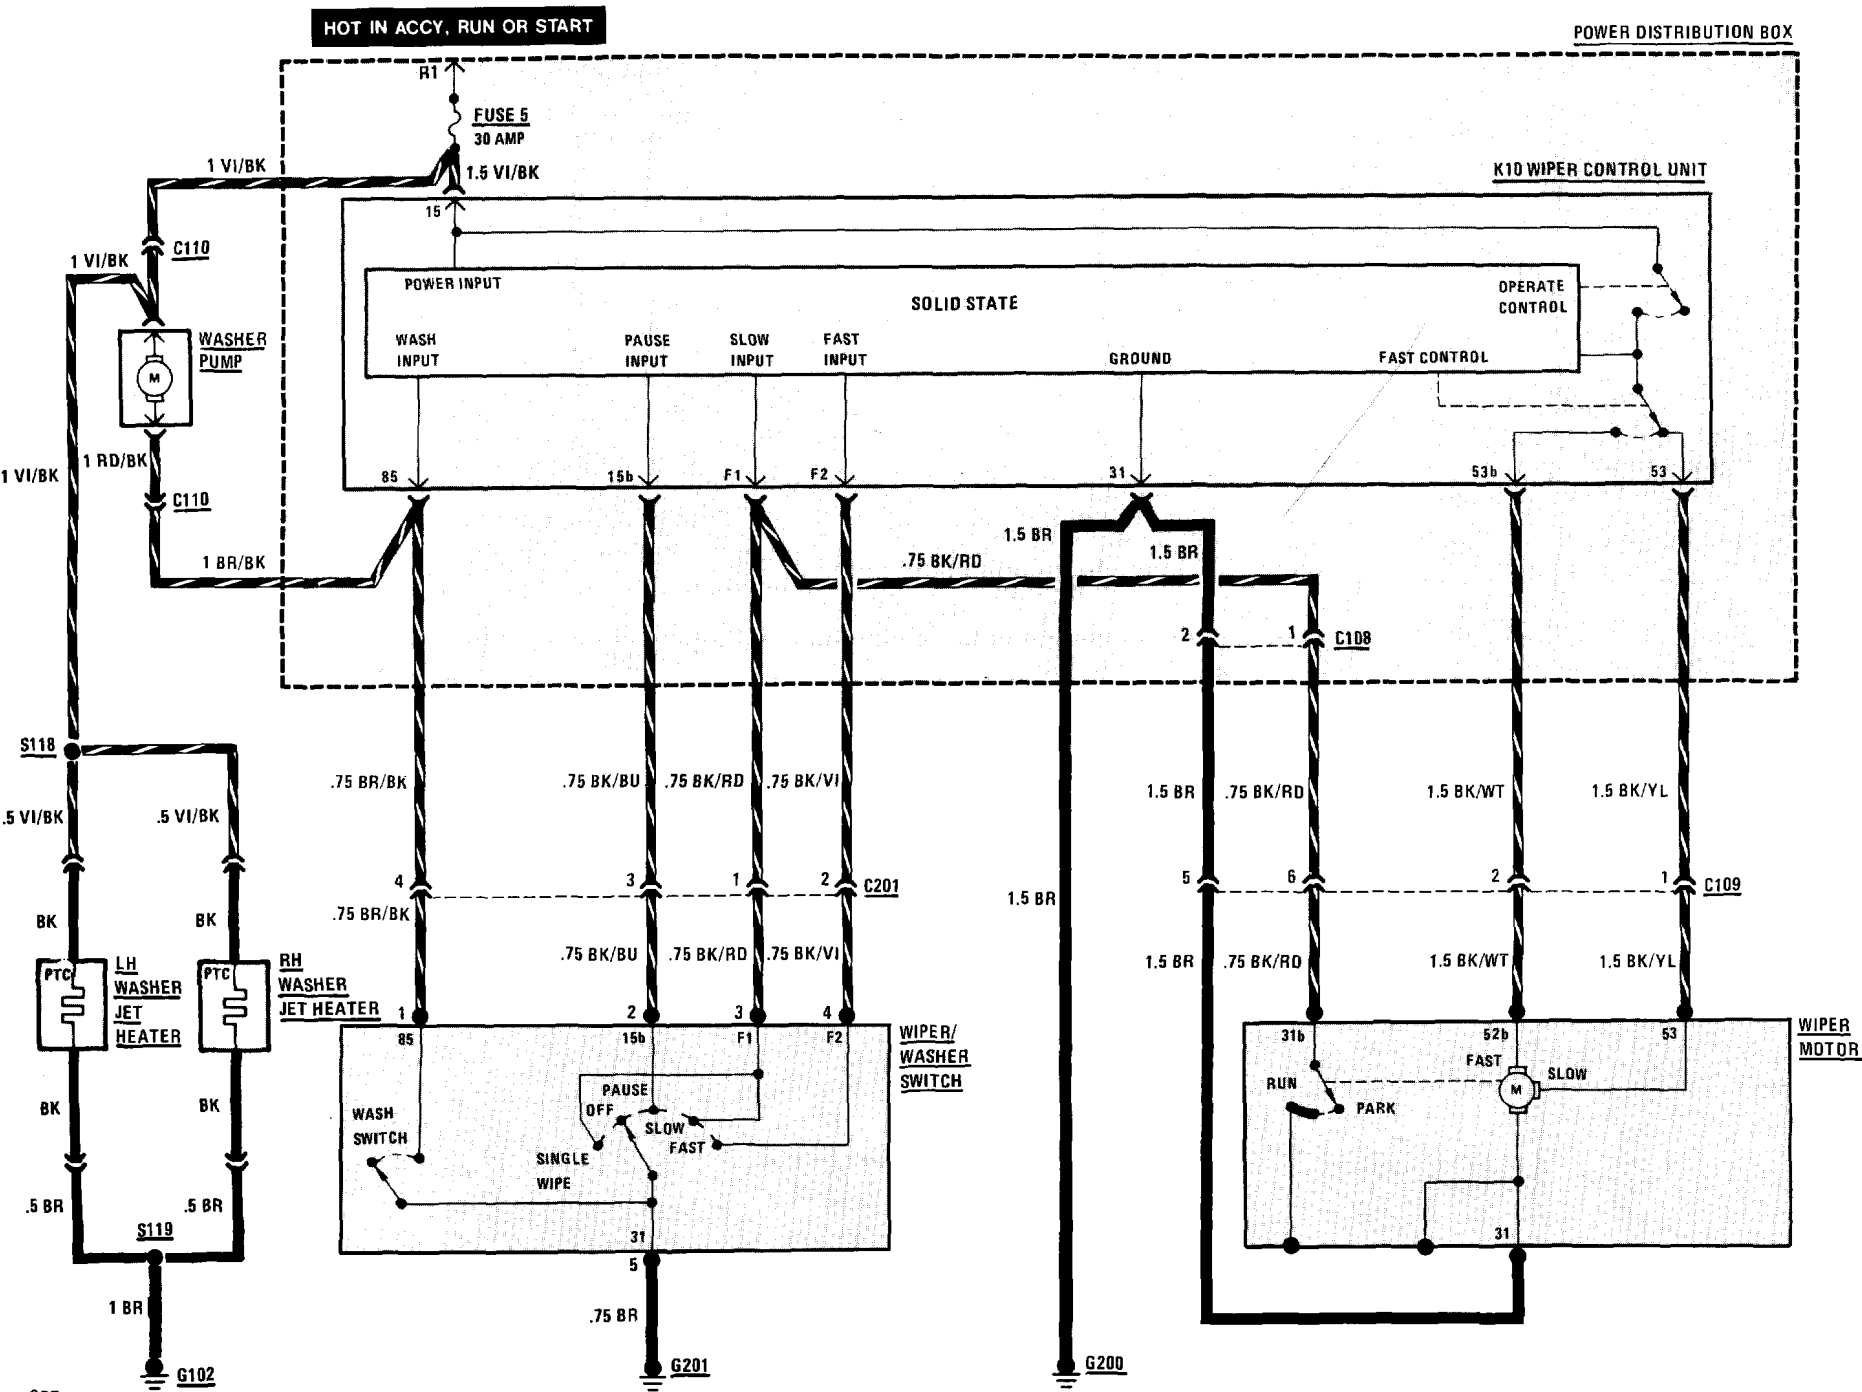 HOT IN ACCY, RUN OR START
POWER DISTRIBUTION BOX
R1
FUSE 5
30 AMP
1 VI/BK
1.5 VI/BK
K10 WIPER CONTROL UNIT
15
C110
1 VI/BK
POWER INPUT
SOLID STATE
OPERATE
CONTROL
WASHER
PUMP
M
WASH
INPUT
PAUSE
INPUT
SLOW
INPUT
FAST
INPUT
GROUND
FAST CONTROL
1 VI/BK
1 RD/BK
C110
85
15b
F1
F2
31
53b
53
1 BR/BK
1.5 BR
1.5 BR
.75 BK/RD
2
1
C108
S118
.75 BR/BK
.75 BK/BU
.75 BK/RD
.75 BK/VI
1.5 BR
.75 BK/RD
1.5 BK/WT
1.5 BK/YL
.5 VI/BK
.5 VI/BK
4
3
1
2
C201
5
6
2
1
C109
BK
BK
.75 BR/BK
1.5 BR
.75 BK/BU
.75 BK/RD
.75 BK/VI
1.5 BR
.75 BK/RD
1.5 BK/WT
1.5 BK/YL
PTC
LH
WASHER
JET
HEATER
PTC
RH
WASHER
JET HEATER
1
2
3
4
85
15b
F1
F2
WIPER/
WASHER
SWITCH
31b
52b
53
WIPER
MOTOR
FAST
SLOW
M
RUN
PARK
PAUSE
OFF
SLOW
FAST
SINGLE
WIPE
WASH
SWITCH
BK
BK
.5 BR
.5 BR
S119
31
5
31
1 BR
.75 BR
G102
G201
G200